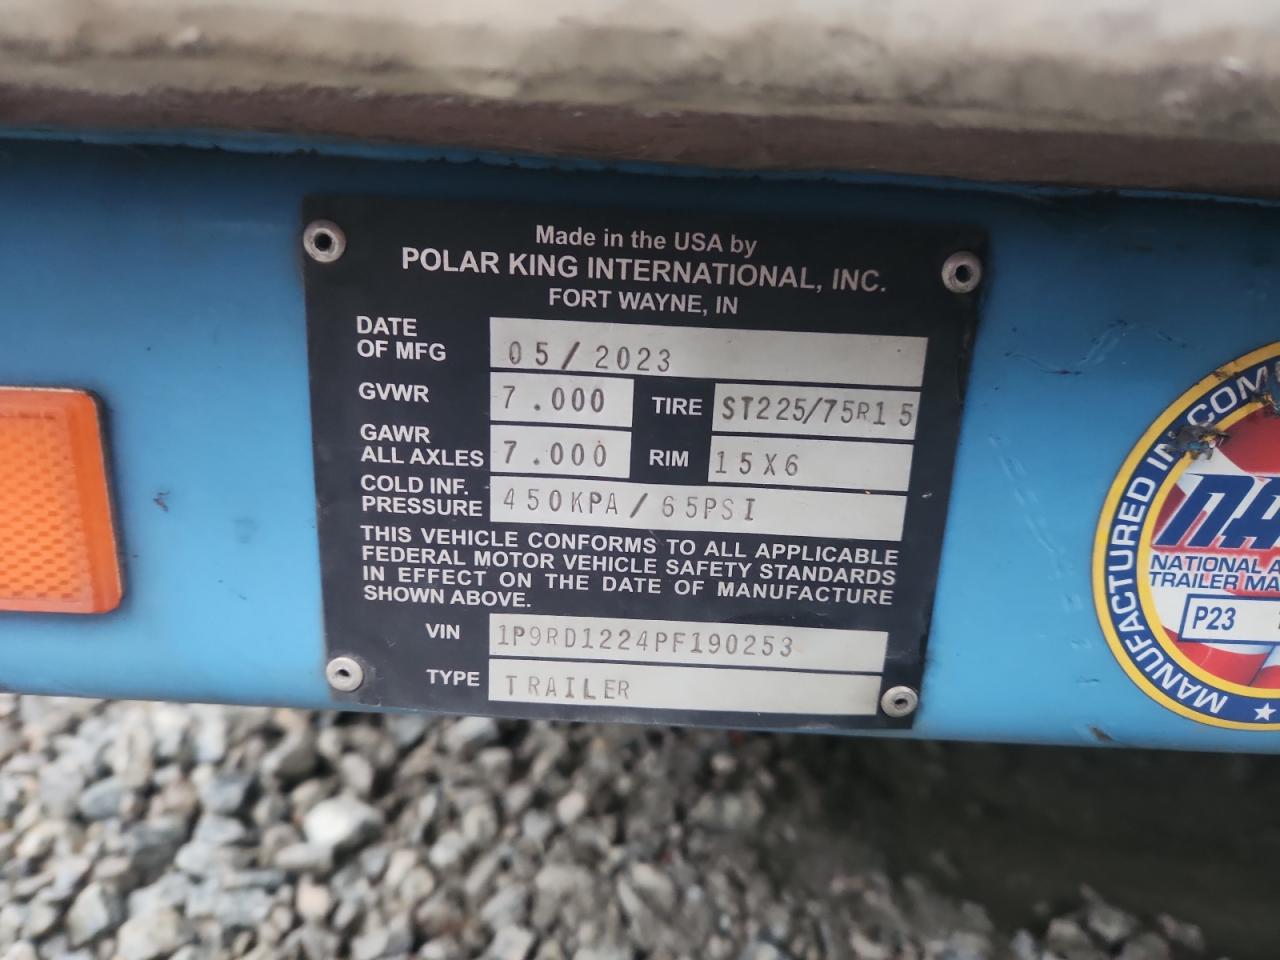 Made in the USA by
POLAR KING INTERNATIONAL, INC.
FORT WAYNE, IN
DATE
OF MFG 05/2023
GVWR 7.000 TIRE ST225/75R15
GAWR
ALL AXLES 7.000 RIM 15X6
COLD INF.
PRESSURE 450KPA/65PSI
THIS VEHICLE CONFORMS TO ALL APPLICABLE
FEDERAL MOTOR VEHICLE SAFETY STANDARDS
IN EFFECT ON THE DATE OF MANUFACTURE
SHOWN ABOVE.
VIN 1P9RD1224PF190253
TYPE TRAILER
MANUFACTURED IN COM
NA
NATIONAL A
TRAILER MA
P23